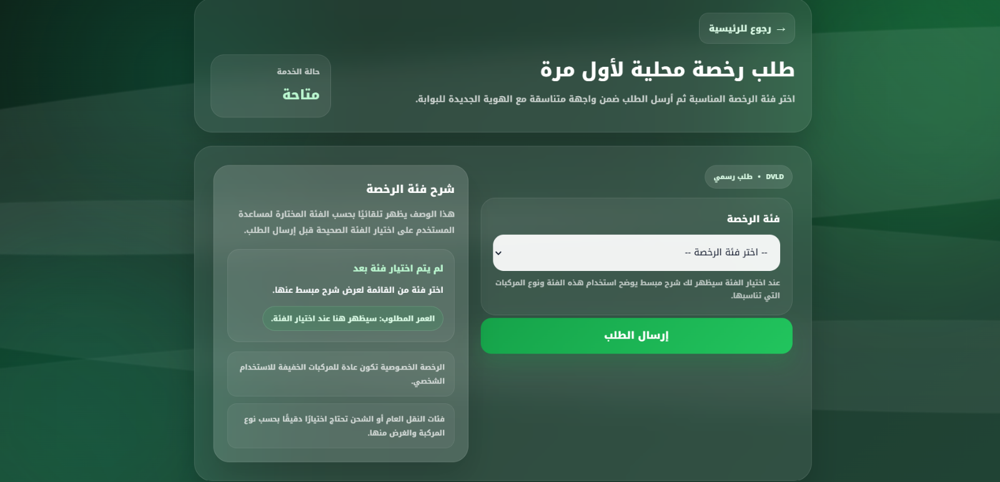 → رجوع للرئيسية
طلب رخصة محلية لأول مرة
اختر فئة الرخصة المناسبة ثم أرسل الطلب ضمن واجهة متناسقة مع الهوية الجديدة للبوابة.
حالة الخدمة
متاحة
DVLD • طلب رسمي
فئة الرخصة
-- اختر فئة الرخصة --
عند اختيار الفئة سيظهر لك شرح مبسط يوضح استخدام هذه الفئة ونوع المركبات
التي تناسبها.
إرسال الطلب
شرح فئة الرخصة
هذا الوصف يظهر تلقائيًا بحسب الفئة المختارة لمساعدة
المستخدم على اختيار الفئة الصحيحة قبل إرسال الطلب.
لم يتم اختيار فئة بعد
اختر فئة من القائمة لعرض شرح مبسط عنها.
العمر المطلوب: سيظهر هنا عند اختيار الفئة.
الرخصة الخصوصية تكون عادة للمركبات الخفيفة للاستخدام
الشخصي.
فئات النقل العام أو الشحن تحتاج اختيارًا دقيقًا بحسب نوع
المركبة والغرض منها.